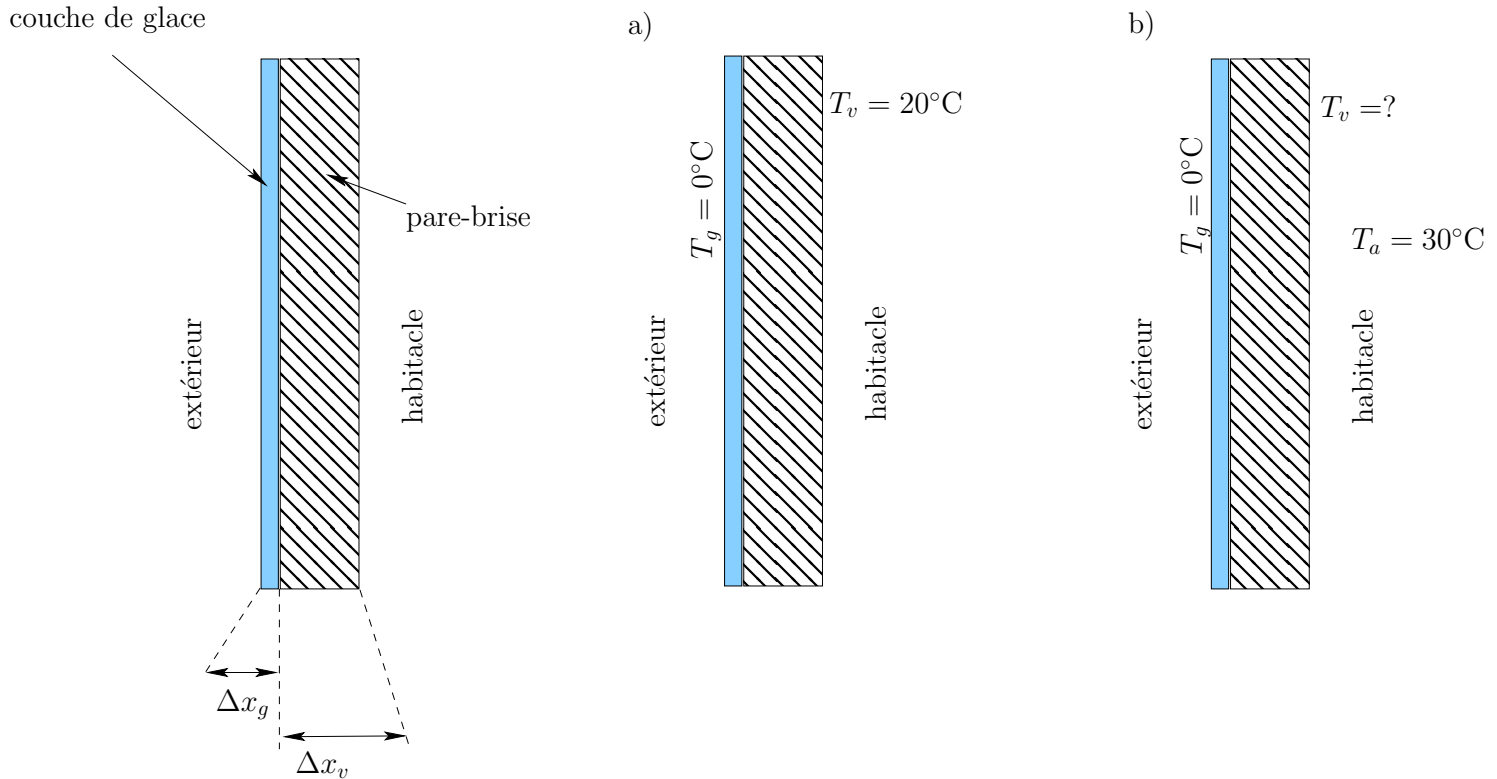 couche de glace
pare-brise
extérieur
habitacle
Δx_g
Δx_v
a)
T_v = 20°C
T_g = 0°C
extérieur
habitacle
b)
T_v =?
T_g = 0°C
T_a = 30°C
extérieur
habitacle